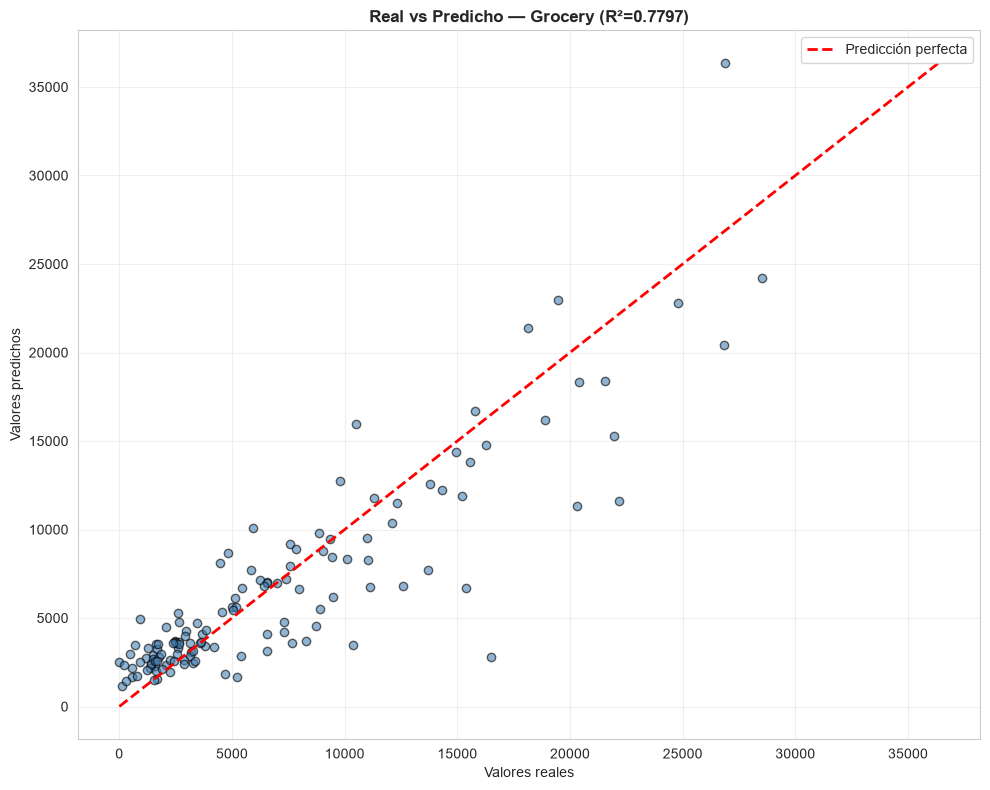 Real vs Predicho — Grocery (R²=0.7797)
Predicción perfecta
Valores predichos
35000
30000
25000
20000
15000
10000
5000
0
0 5000 10000 15000 20000 25000 30000 35000
Valores reales